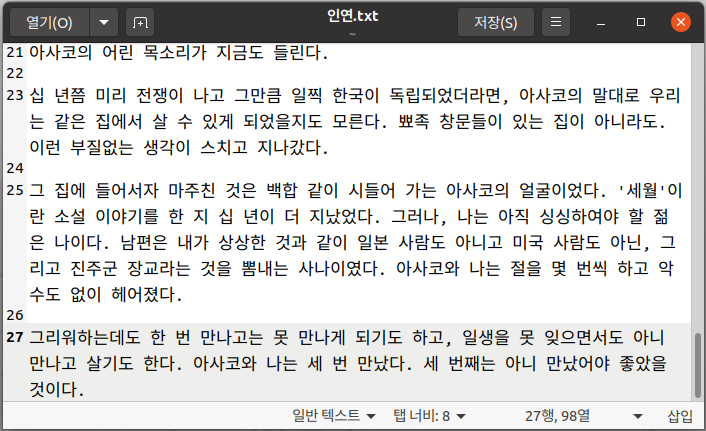 열기(O)
인연.txt
~
저장(S)
21 아사코의 어린 목소리가 지금도 들린다.
22
23 십 년쯤 미리 전쟁이 나고 그만큼 일찍 한국이 독립되었더라면, 아사코의 말대로 우리
는 같은 집에서 살 수 있게 되었을지도 모른다. 뾰족 창문들이 있는 집이 아니라도.
이런 부질없는 생각이 스치고 지나갔다.
24
25 그 집에 들어서자 마주친 것은 백합 같이 시들어 가는 아사코의 얼굴이었다. '세월'이
란 소설 이야기를 한 지 십 년이 더 지났었다. 그러나, 나는 아직 싱싱하여야 할 젊
은 나이다. 남편은 내가 상상한 것과 같이 일본 사람도 아니고 미국 사람도 아닌, 그
리고 진주군 장교라는 것을 뽐내는 사나이였다. 아사코와 나는 절을 몇 번씩 하고 악
수도 없이 헤어졌다.
26
27 그리워하는데도 한 번 만나고는 못 만나게 되기도 하고, 일생을 못 잊으면서도 아니
만나고 살기도 한다. 아사코와 나는 세 번 만났다. 세 번째는 아니 만났어야 좋았을
것이다.
일반 텍스트 탭 너비: 8 27행, 98열 삽입